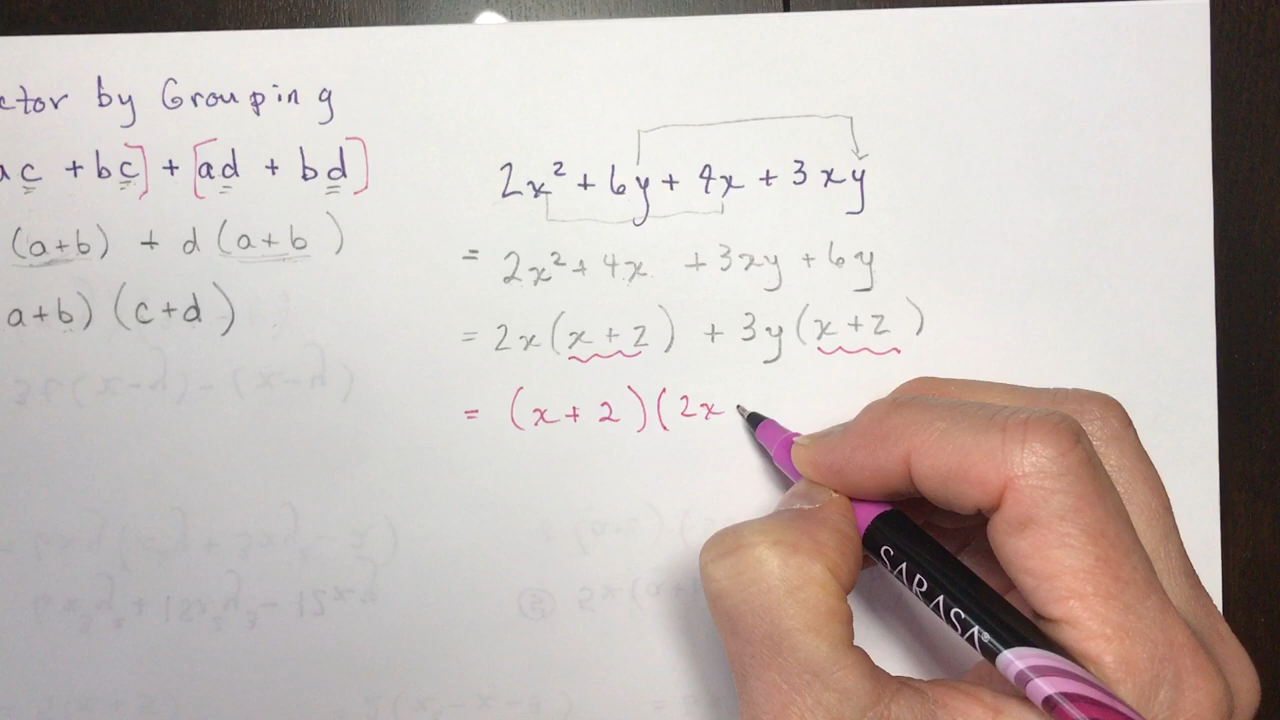 ctor by Grouping
ac + bc] + [ad + bd]
(a+b) + d(a+b)
a+b)(c+d)
2x² + 6y + 4x + 3xy
= 2x² + 4x + 3xy + 6y
= 2x(x+2) + 3y(x+2)
= (x+2)(2x
SARASA®